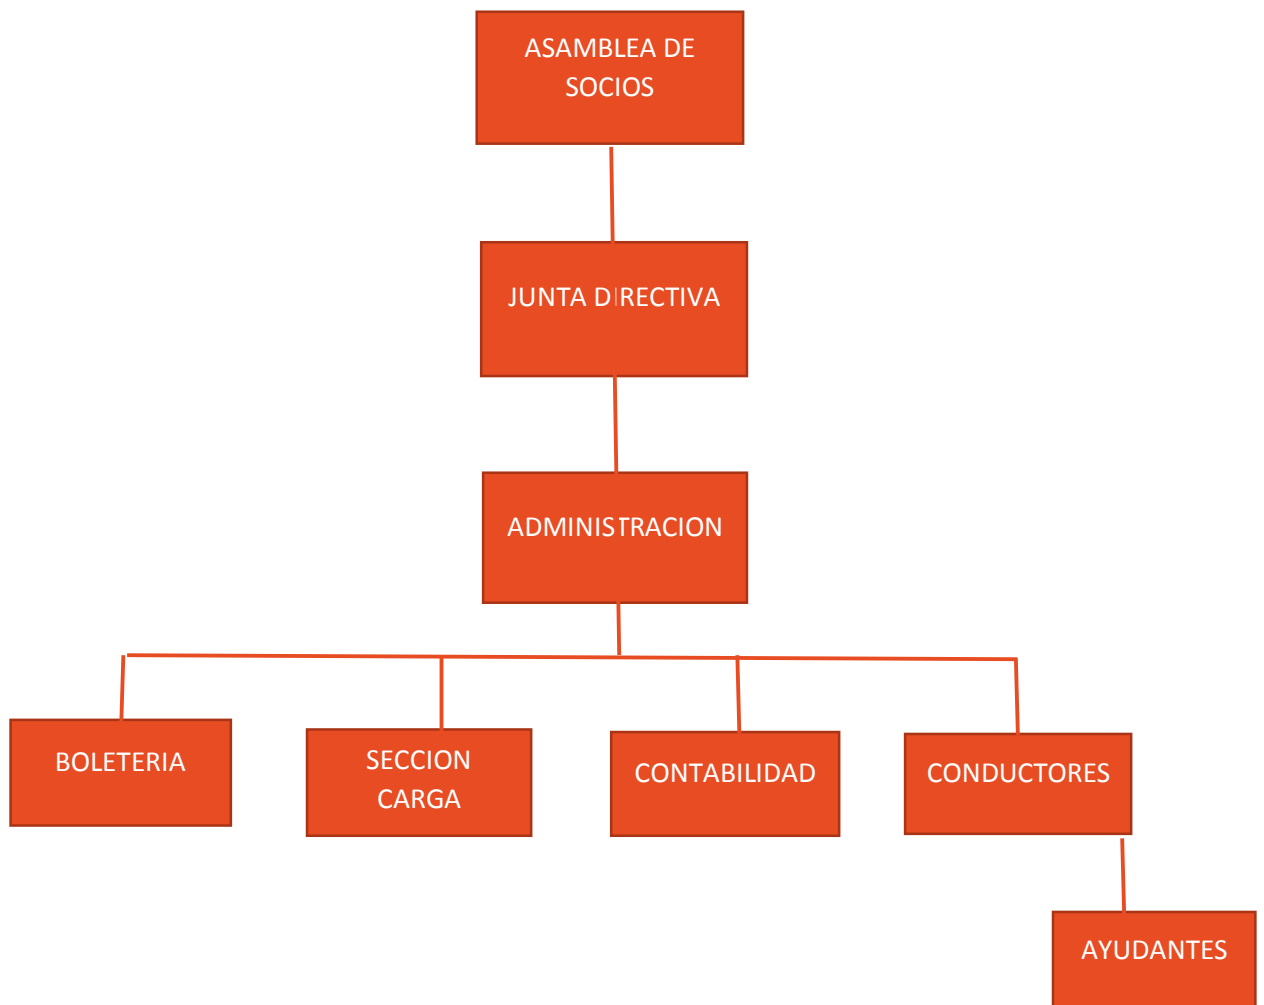 ASAMBLEA DE
SOCIOS
JUNTA DIRECTIVA
ADMINISTRACION
BOLETERIA
SECCION
CARGA
CONTABILIDAD
CONDUCTORES
AYUDANTES